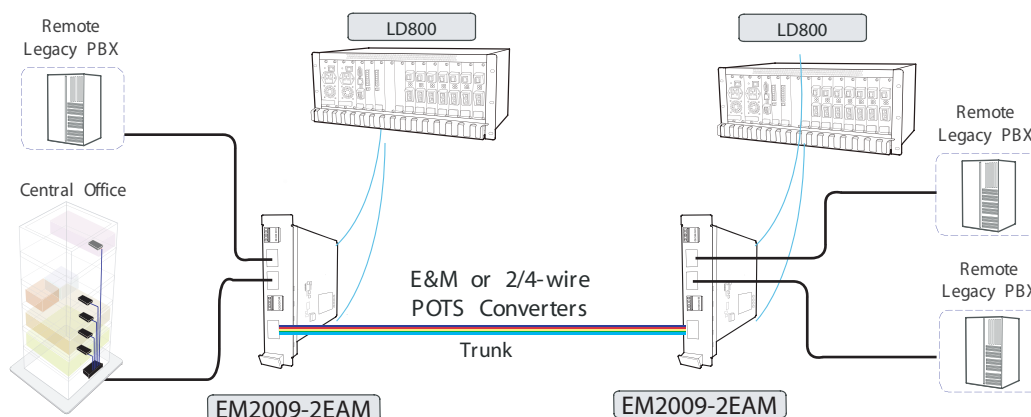 Remote
Legacy PBX
LD800
LD800
Remote
Legacy PBX
Central Office
E&M or 2/4-wire
POTS Converters
Trunk
Remote
Legacy PBX
EM2009-2EAM
EM2009-2EAM